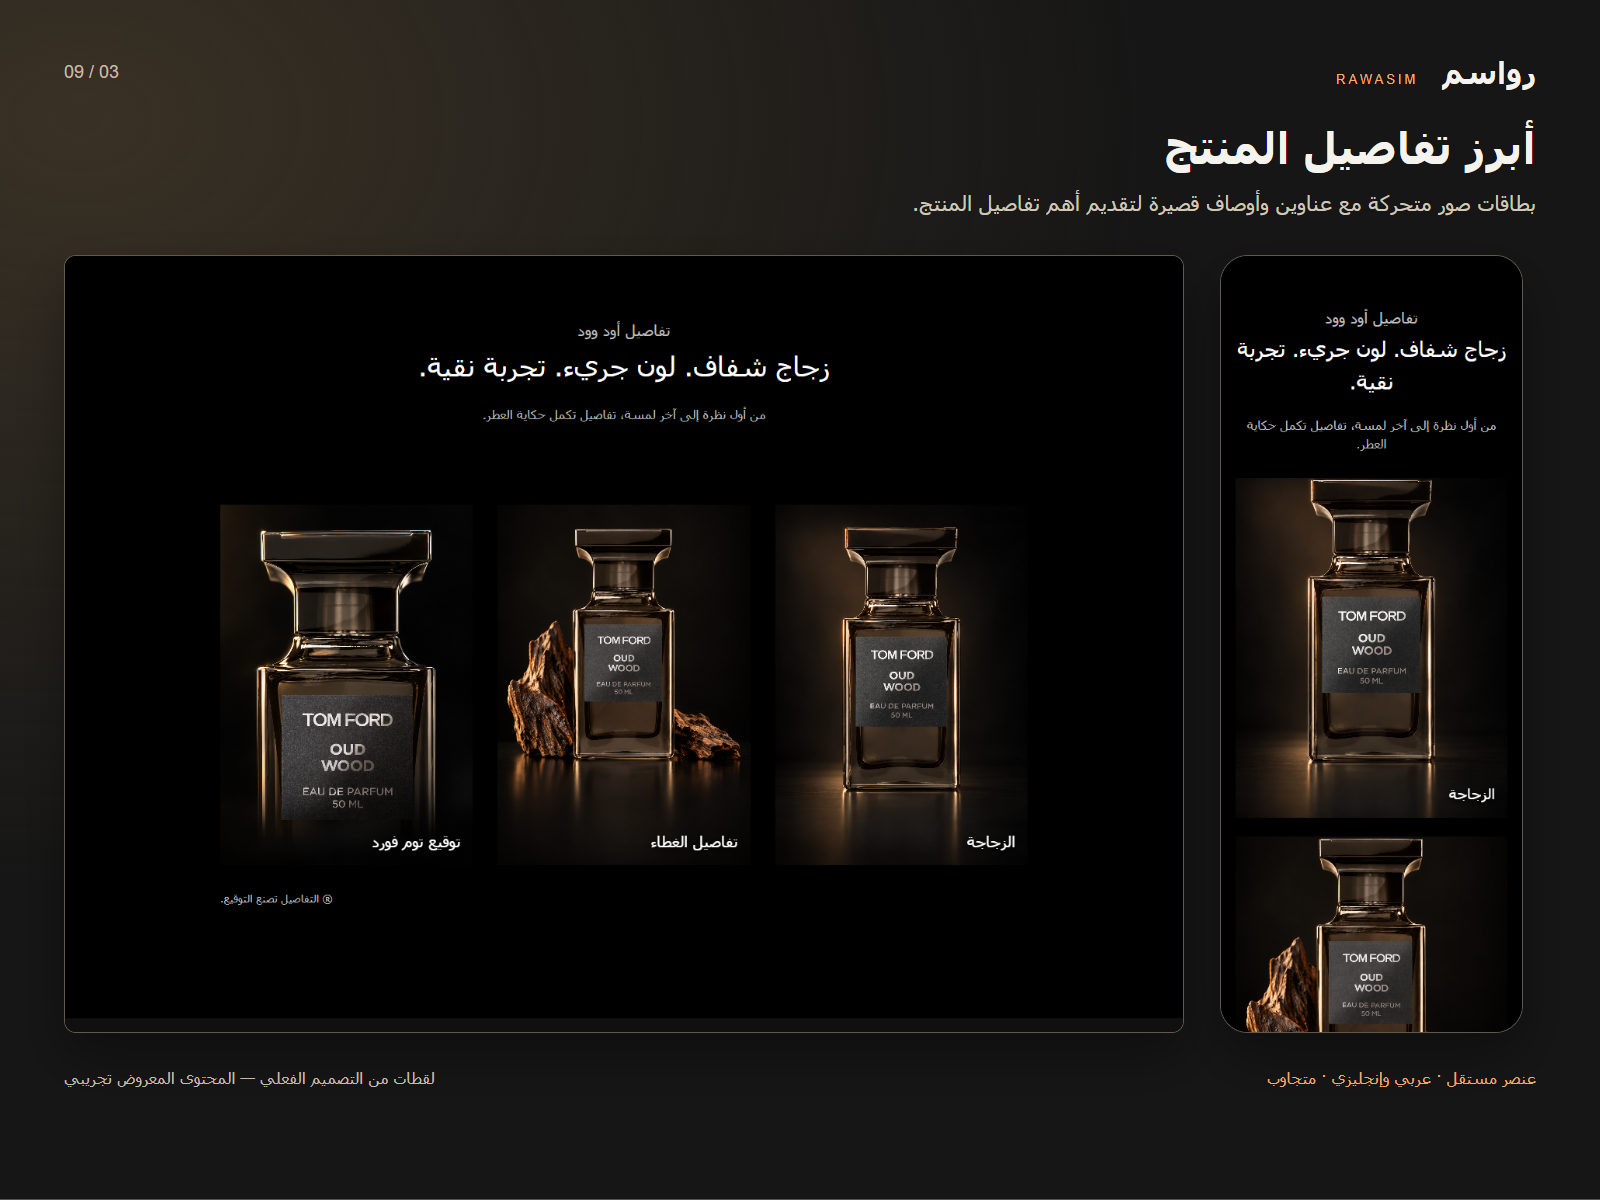 رواسم RAWASIM
09 / 03
أبرز تفاصيل المنتج
بطاقات صور متحركة مع عناوين وأوصاف قصيرة لتقديم أهم تفاصيل المنتج.
تفاصيل أود وود
زجاج شفاف. لون جريء. تجربة
نقية.
من أول نظرة إلى آخر لمسة، تفاصيل تكمل حكاية
العطر.
TOM FORD
OUD
WOOD
EAU DE PARFUM
50 ML
الزجاجة
TOM FORD
OUD
WOOD
EAU DE PARFUM
50 ML
تفاصيل أود وود
زجاج شفاف. لون جريء. تجربة نقية.
من أول نظرة إلى آخر لمسة، تفاصيل تكمل حكاية العطر.
TOM FORD
OUD
WOOD
EAU DE PARFUM
50 ML
الزجاجة
TOM FORD
OUD
WOOD
EAU DE PARFUM
50 ML
تفاصيل الغطاء
TOM FORD
OUD
WOOD
EAU DE PARFUM
50 ML
توقيع توم فورد
® التفاصيل تصنع التوقيع.
عنصر مستقل · عربي وإنجليزي · متجاوب
لقطات من التصميم الفعلي — المحتوى المعروض تجريبي